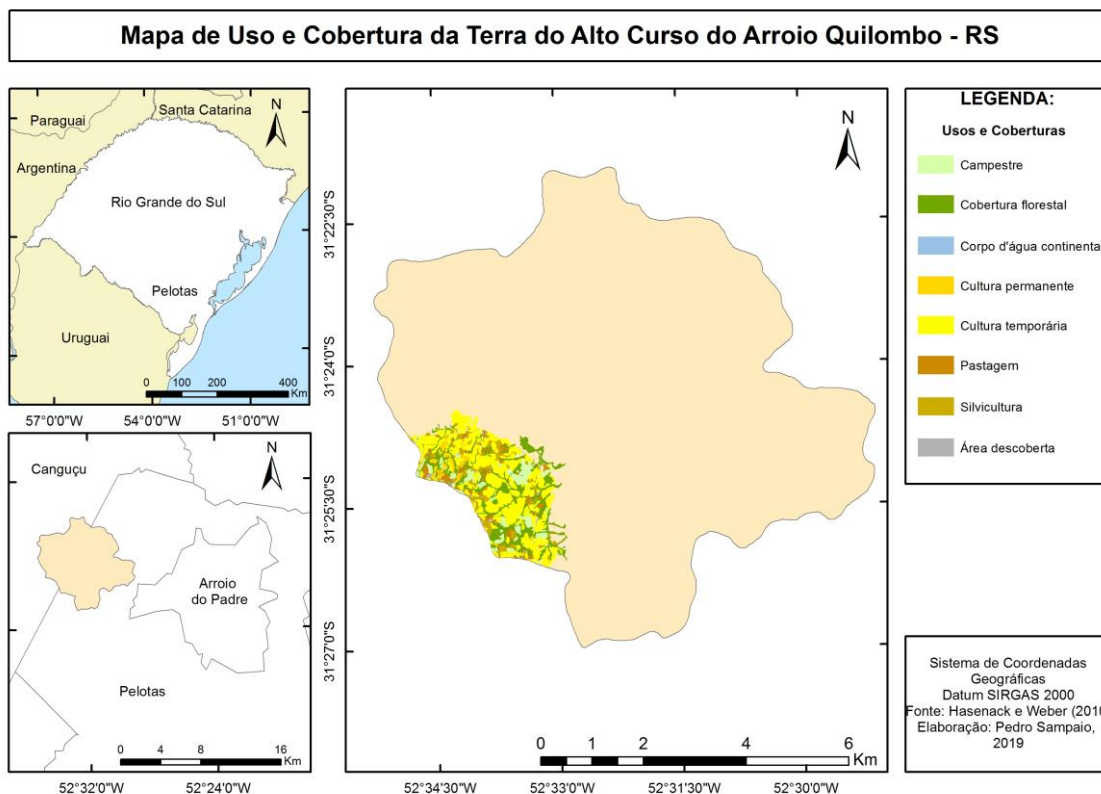 Mapa de Uso e Cobertura da Terra do Alto Curso do Arroio Quilombo - RS
Paraguai
Santa Catarina
N
Argentina
Rio Grande do Sul
Pelotas
Uruguai
0 100 200 400
Km
57°0'0"W 54°0'0"W 51°0'0"W
Canguçu
N
Arroio
do Padre
Pelotas
0 4 8 16
Km
52°32'0"W 52°24'0"W
N
31°22'30"S
31°24'0"S
31°25'30"S
31°27'0"S
0 1 2 4 6
Km
52°34'30"W 52°33'0"W 52°31'30"W 52°30'0"W
LEGENDA:
Usos e Coberturas
Campestre
Cobertura florestal
Corpo d'água continenta
Cultura permanente
Cultura temporária
Pastagem
Silvicultura
Área descoberta
Sistema de Coordenadas
Geográficas
Datum SIRGAS 2000
Fonte: Hasenack e Weber (2010
Elaboração: Pedro Sampaio,
2019